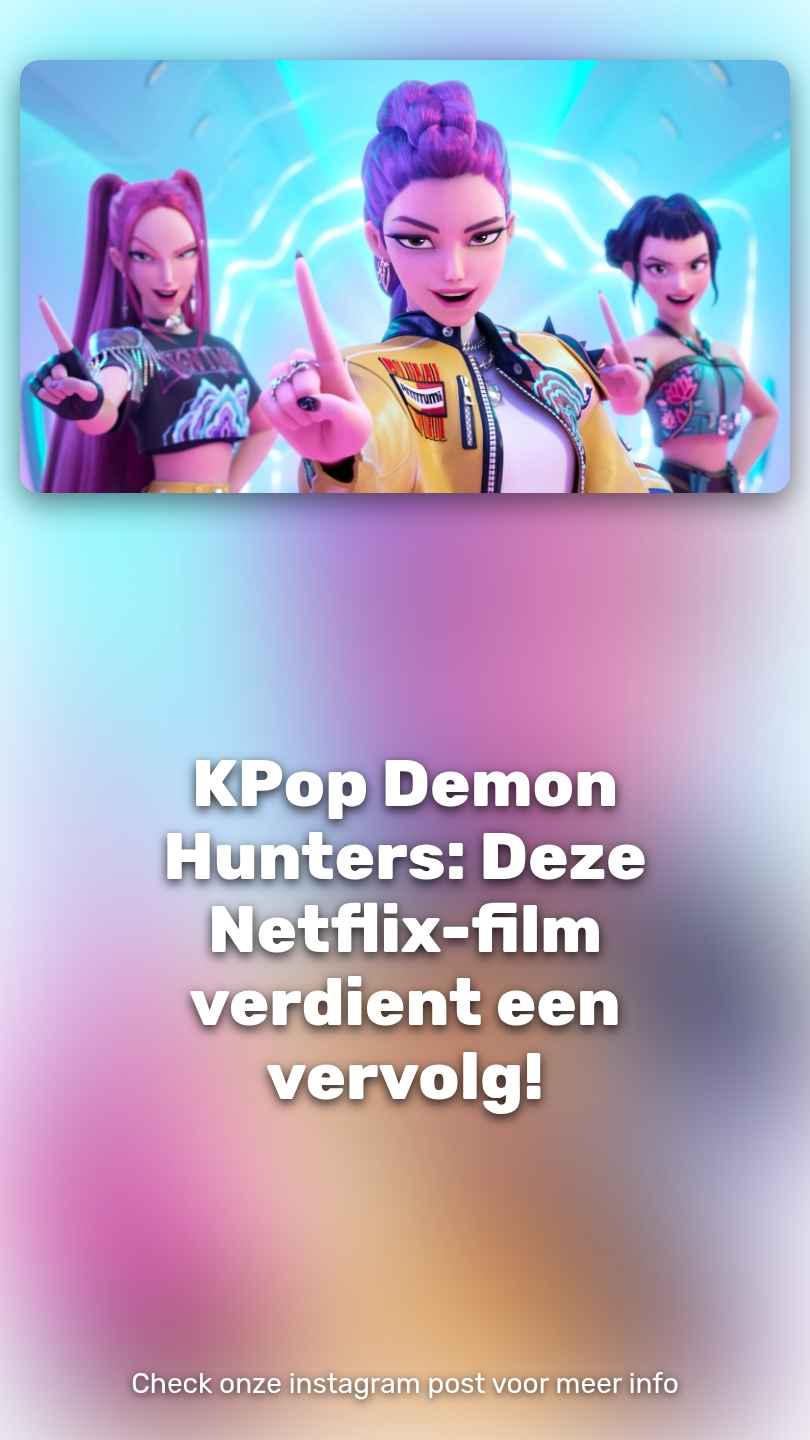 KPop Demon
Hunters: Deze
Netflix-film
verdient een
vervolg!
Check onze instagram post voor meer info